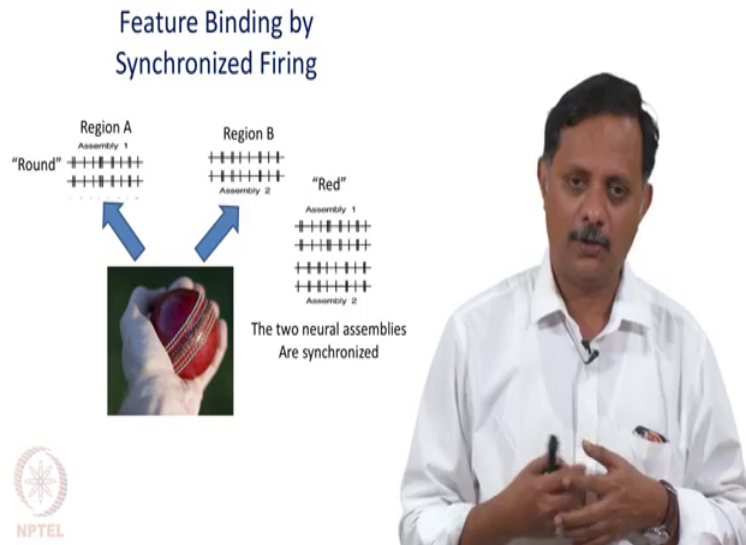 Feature Binding by
Synchronized Firing
Region A
Assembly 1
"Round"
Region B
Assembly 2
"Red"
Assembly 1
Assembly 2
The two neural assemblies
Are synchronized
NPTEL